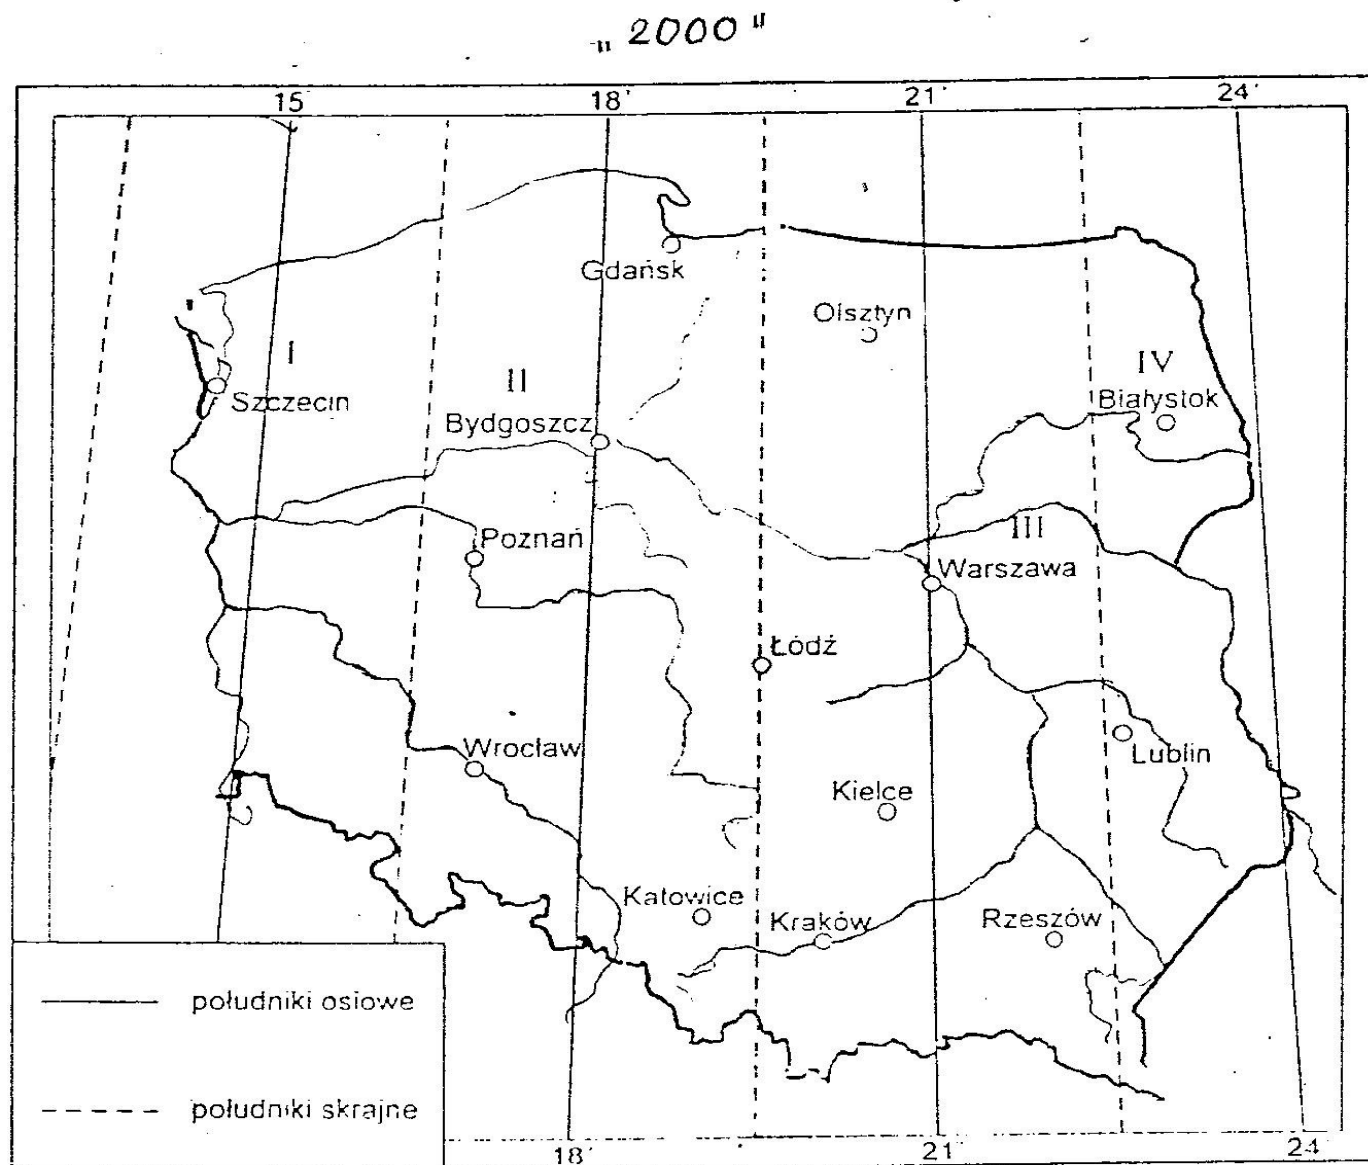 „ 2000 "
15° 18° 21° 24°
Gdańsk
Olsztyn
I
II
IV
Szczecin
Białystok
Bydgoszcz
III
Poznań
Warszawa
Łódź
Wrocław
Lublin
Kielce
Katowice
Kraków
Rzeszów
południki osiowe
południki skrajne
18° 21° 24°